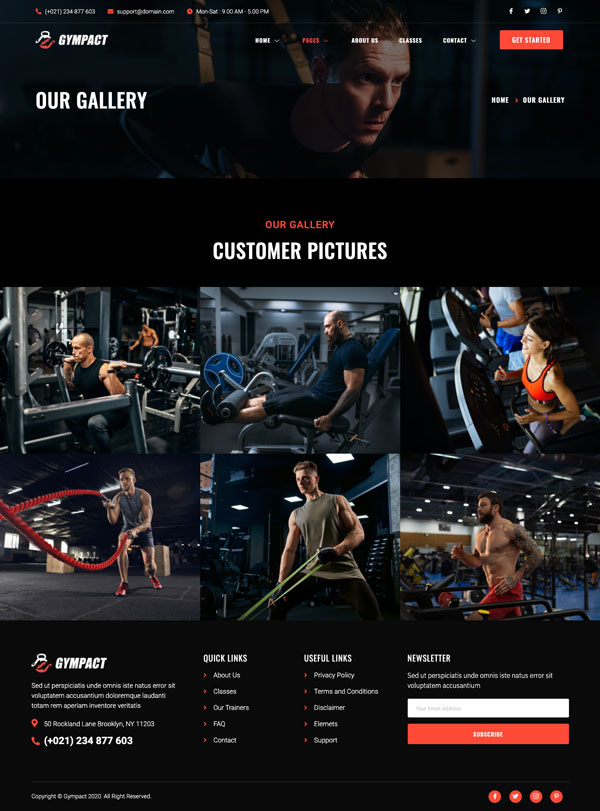 (+021) 234 877 603 support@domain.com Mon-Sat : 9.00 AM - 5.00 PM
GYMPACT HOME PAGES ABOUT US CLASSES CONTACT GET STARTED
OUR GALLERY
HOME OUR GALLERY
OUR GALLERY
CUSTOMER PICTURES
GYMPACT
Sed ut perspiciatis unde omnis iste natus error sit
voluptatem accusantium doloremque laudanti
totam rem aperiam inventore veritatis
50 Rockland Lane Brooklyn, NY 11203
(+021) 234 877 603
QUICK LINKS
About Us
Classes
Our Trainers
FAQ
Contact
USEFUL LINKS
Privacy Policy
Terms and Conditions
Disclaimer
Elemets
Support
NEWSLETTER
Sed ut perspiciatis unde omnis iste natus error sit
voluptatem accusantium
Your Email Address
SUBSCRIBE
Copyright © Gympact 2020. All Right Reserved.